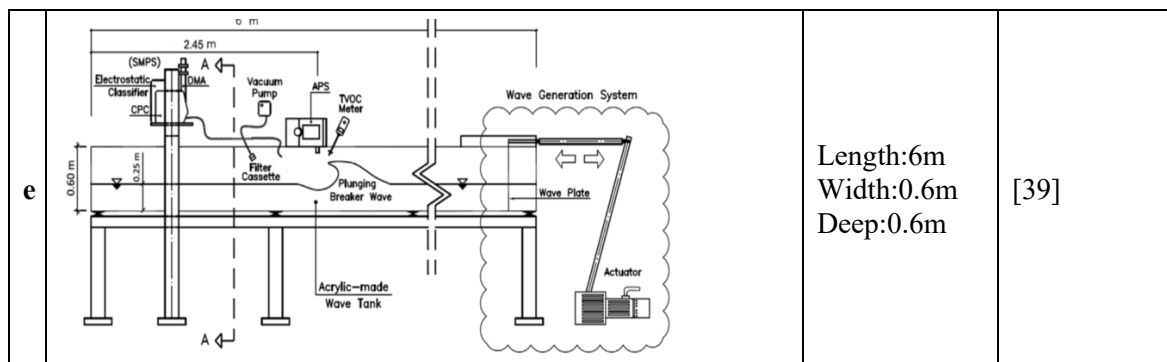 e
6 m
2.45 m
(SMPS)
A
Electrostatic
Classifier
DMA
CPC
Vacuum
Pump
APS
TVOC
Meter
Wave Generation System
0.60 m
0.25 m
Filter
Cassette
Plunging
Breaker Wave
Wave Plate
Acrylic-made
Wave Tank
Actuator
A
Length:6m
Width:0.6m
Deep:0.6m
[39]